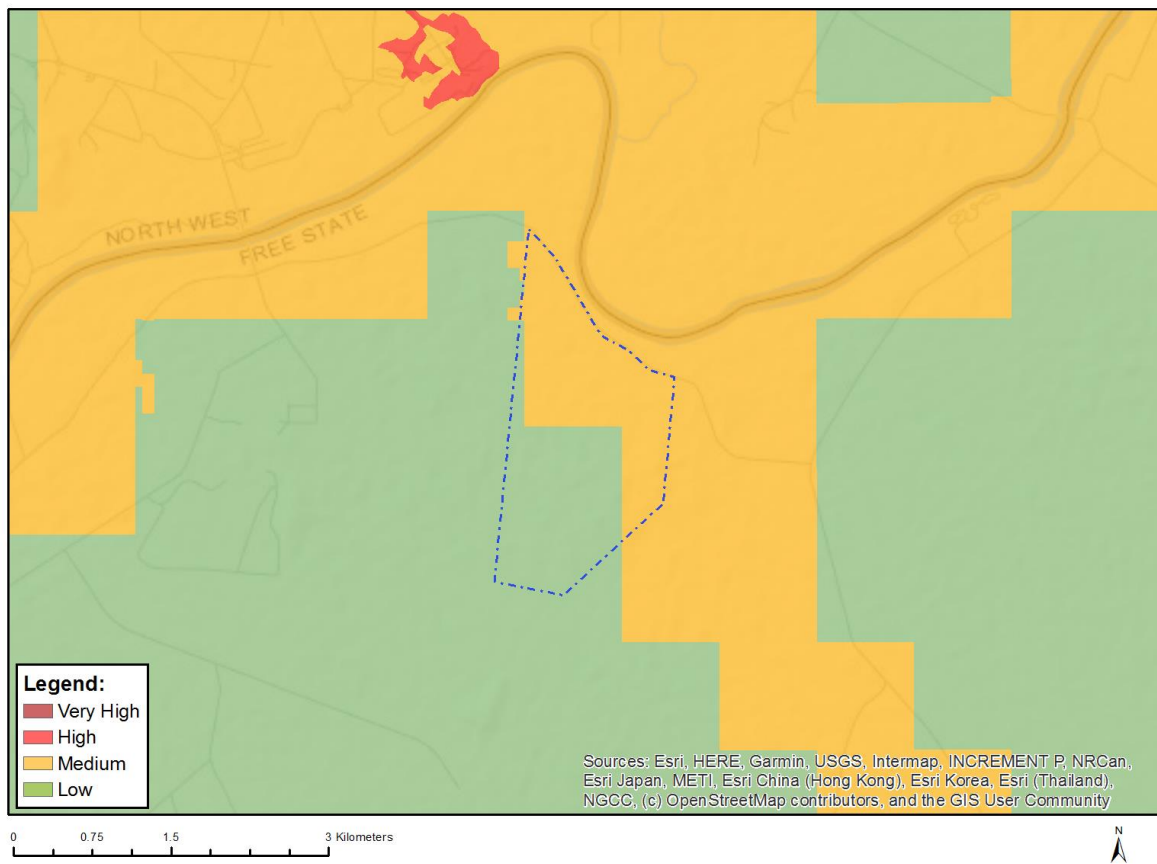 NORTH WEST
FREE STATE
Legend:
Very High
High
Medium
Low
Sources: Esri, HERE, Garmin, USGS, Intermap, INCREMENT P, NRCan,
Esri Japan, METI, Esri China (Hong Kong), Esri Korea, Esri (Thailand),
NGCC, (c) OpenStreetMap contributors, and the GIS User Community
0 0.75 1.5 3 Kilometers
N